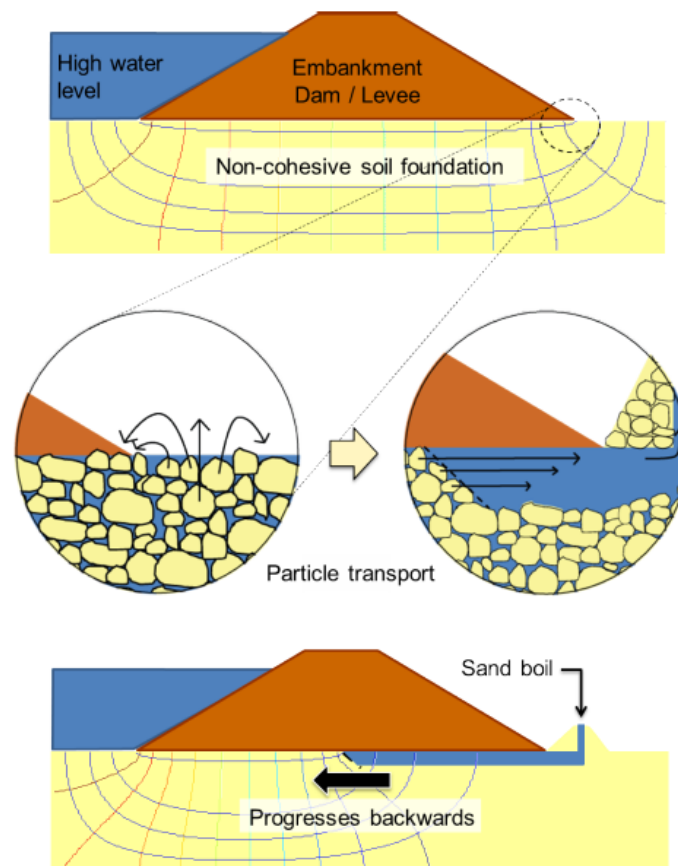 High water
level
Embankment
Dam / Levee
Non-cohesive soil foundation
Particle transport
Sand boil
Progresses backwards